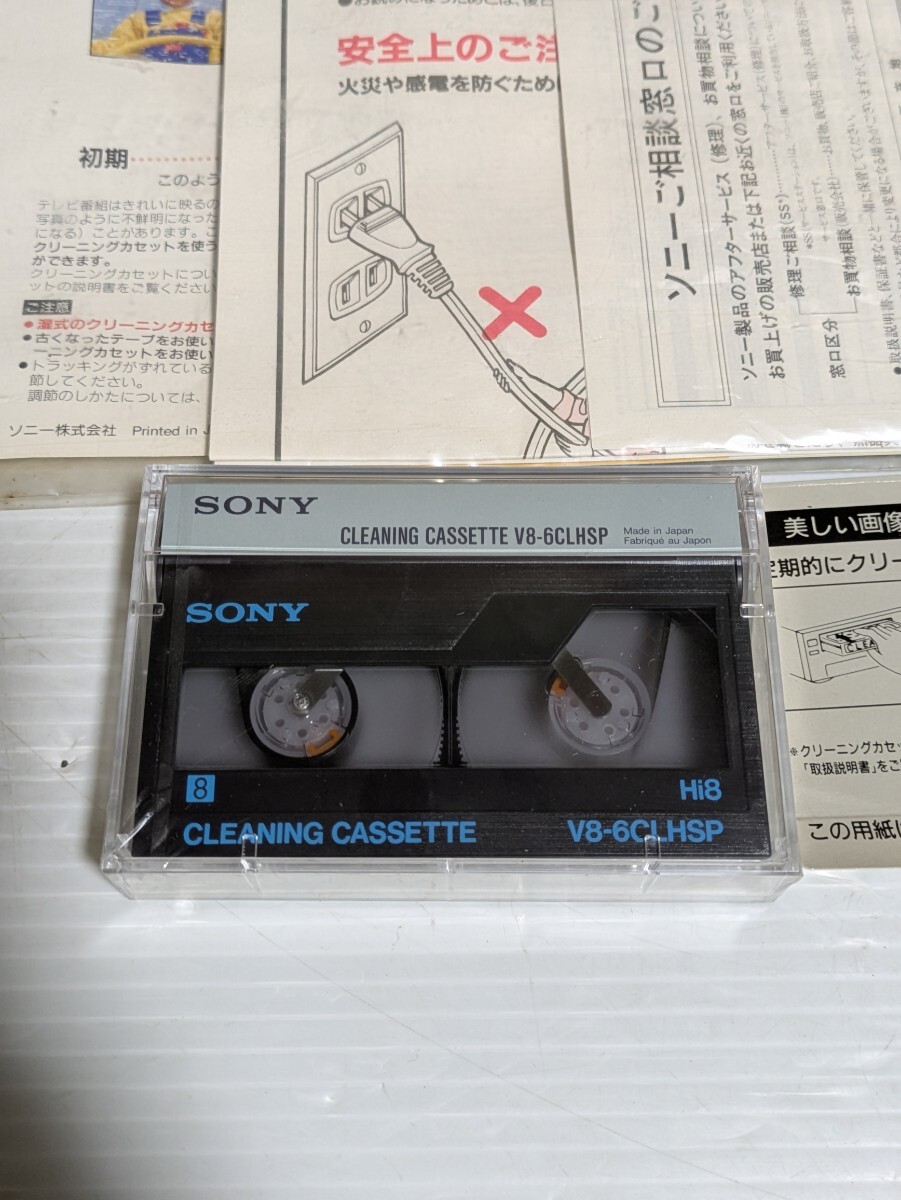 初期
このよう
テレビ番組はきれいに映るの
写真のように不鮮明になった
になる）ことがあります。こ
クリーニングカセットを使う
ができます。
クリーニングカセットについ
ットの説明書をご覧ください
ご注意
●湿式のクリーニングカセ
●古くなったテープをお使い
ーニングカセットをお使い
●トラッキングがずれている
節してください。
調節のしかたについては、
ソニー株式会社 Printed in J
安全上のご注
火災や感電を防ぐため
ソニーご相談窓口のご
ソニー製品のアフターサービス（修理）、お買物相談につい
お買上げの販売店または下記お近くの窓口をご利用ください
窓口区分
修理ご相談(SS*)
お買物相談(販売会社)
SONY
CLEANING CASSETTE V8-6CLHSP
Made in Japan
Fabriqué au Japon
SONY
8
Hi8
CLEANING CASSETTE V8-6CLHSP
美しい画像
定期的にクリー
CLEA
※クリーニングカセッ
「取扱説明書」をご
この用紙に